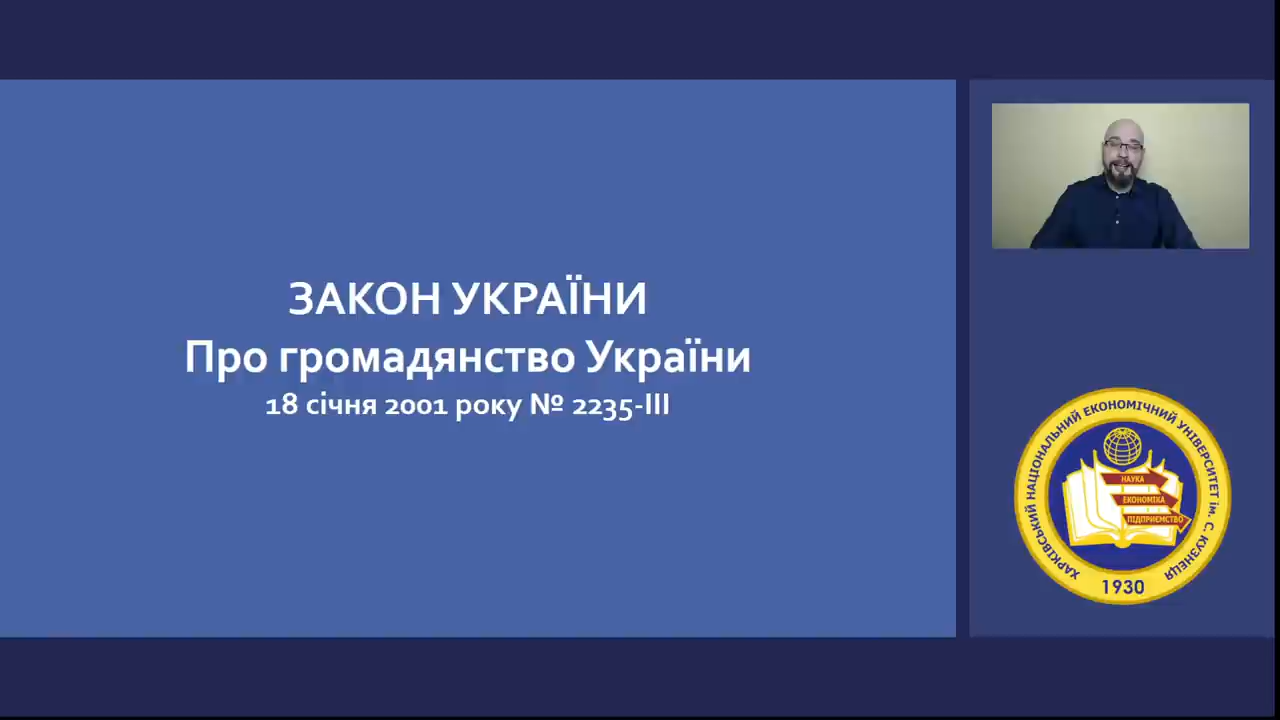 ЗАКОН УКРАЇНИ
Про громадянство України
18 січня 2001 року № 2235-III
ХАРКІВСЬКИЙ НАЦІОНАЛЬНИЙ ЕКОНОМІЧНИЙ УНІВЕРСИТЕТ ім. С. КУЗНЕЦЯ
НАУКА
ЕКОНОМІКА
ПІДПРИЄМСТВО
1930